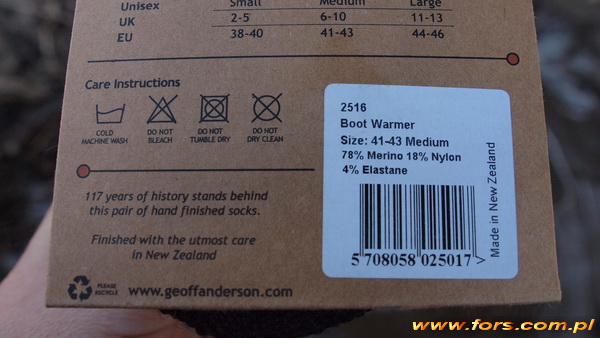 Unisex Small Medium Large
UK 2-5 6-10 11-13
EU 38-40 41-43 44-46
Care Instructions
COLD
MACHINE WASH
DO NOT
BLEACH
DO NOT
TUMBLE DRY
DO NOT
DRY CLEAN
117 years of history stands behind
this pair of hand finished socks.
Finished with the utmost care
in New Zealand
PLEASE
RECYCLE
www.geoffanderson.com
2516
Boot Warmer
Size: 41-43 Medium
78% Merino 18% Nylon
4% Elastane
5 708058 025017 >
Made in New Zealand
www.fors.com.pl